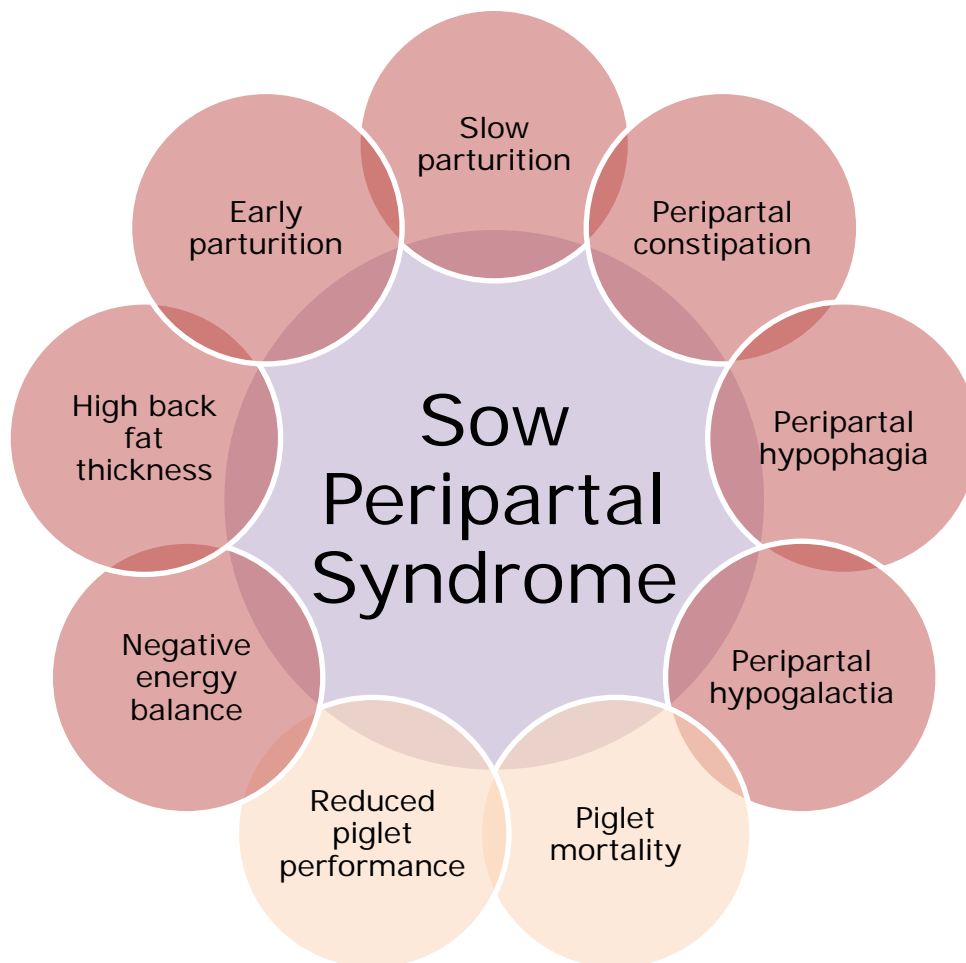 Slow
parturition
Peripartal
constipation
Peripartal
hypophagia
Peripartal
hypogalactia
Piglet
mortality
Reduced
piglet
performance
Negative
energy
balance
High back
fat
thickness
Early
parturition
Sow
Peripartal
Syndrome